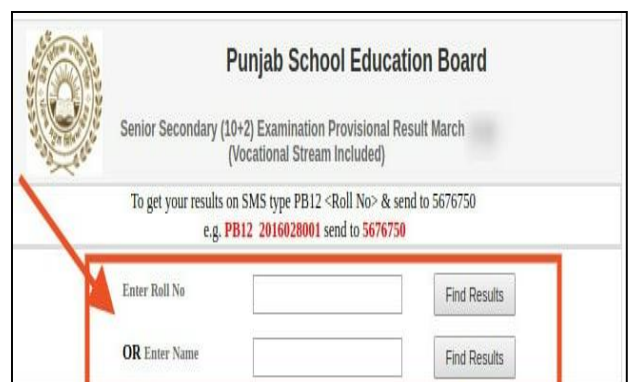 Punjab School Education Board
Senior Secondary (10+2) Examination Provisional Result March
(Vocational Stream Included)
To get your results on SMS type PB12 <Roll No> & send to 5676750
e.g. PB12 2016028001 send to 5676750
Enter Roll No Find Results
OR Enter Name Find Results